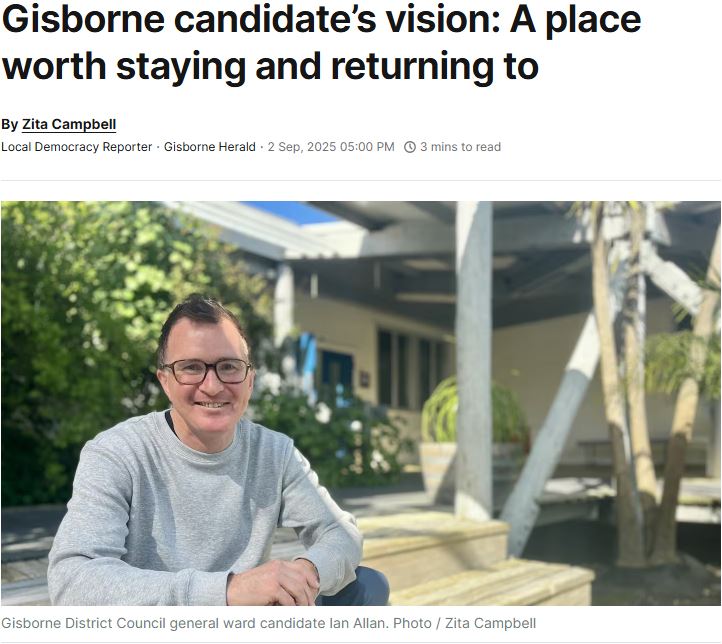 Gisborne candidate’s vision: A place
worth staying and returning to
By Zita Campbell
Local Democracy Reporter · Gisborne Herald · 2 Sep, 2025 05:00 PM 3 mins to read
Gisborne District Council general ward candidate Ian Allan. Photo / Zita Campbell